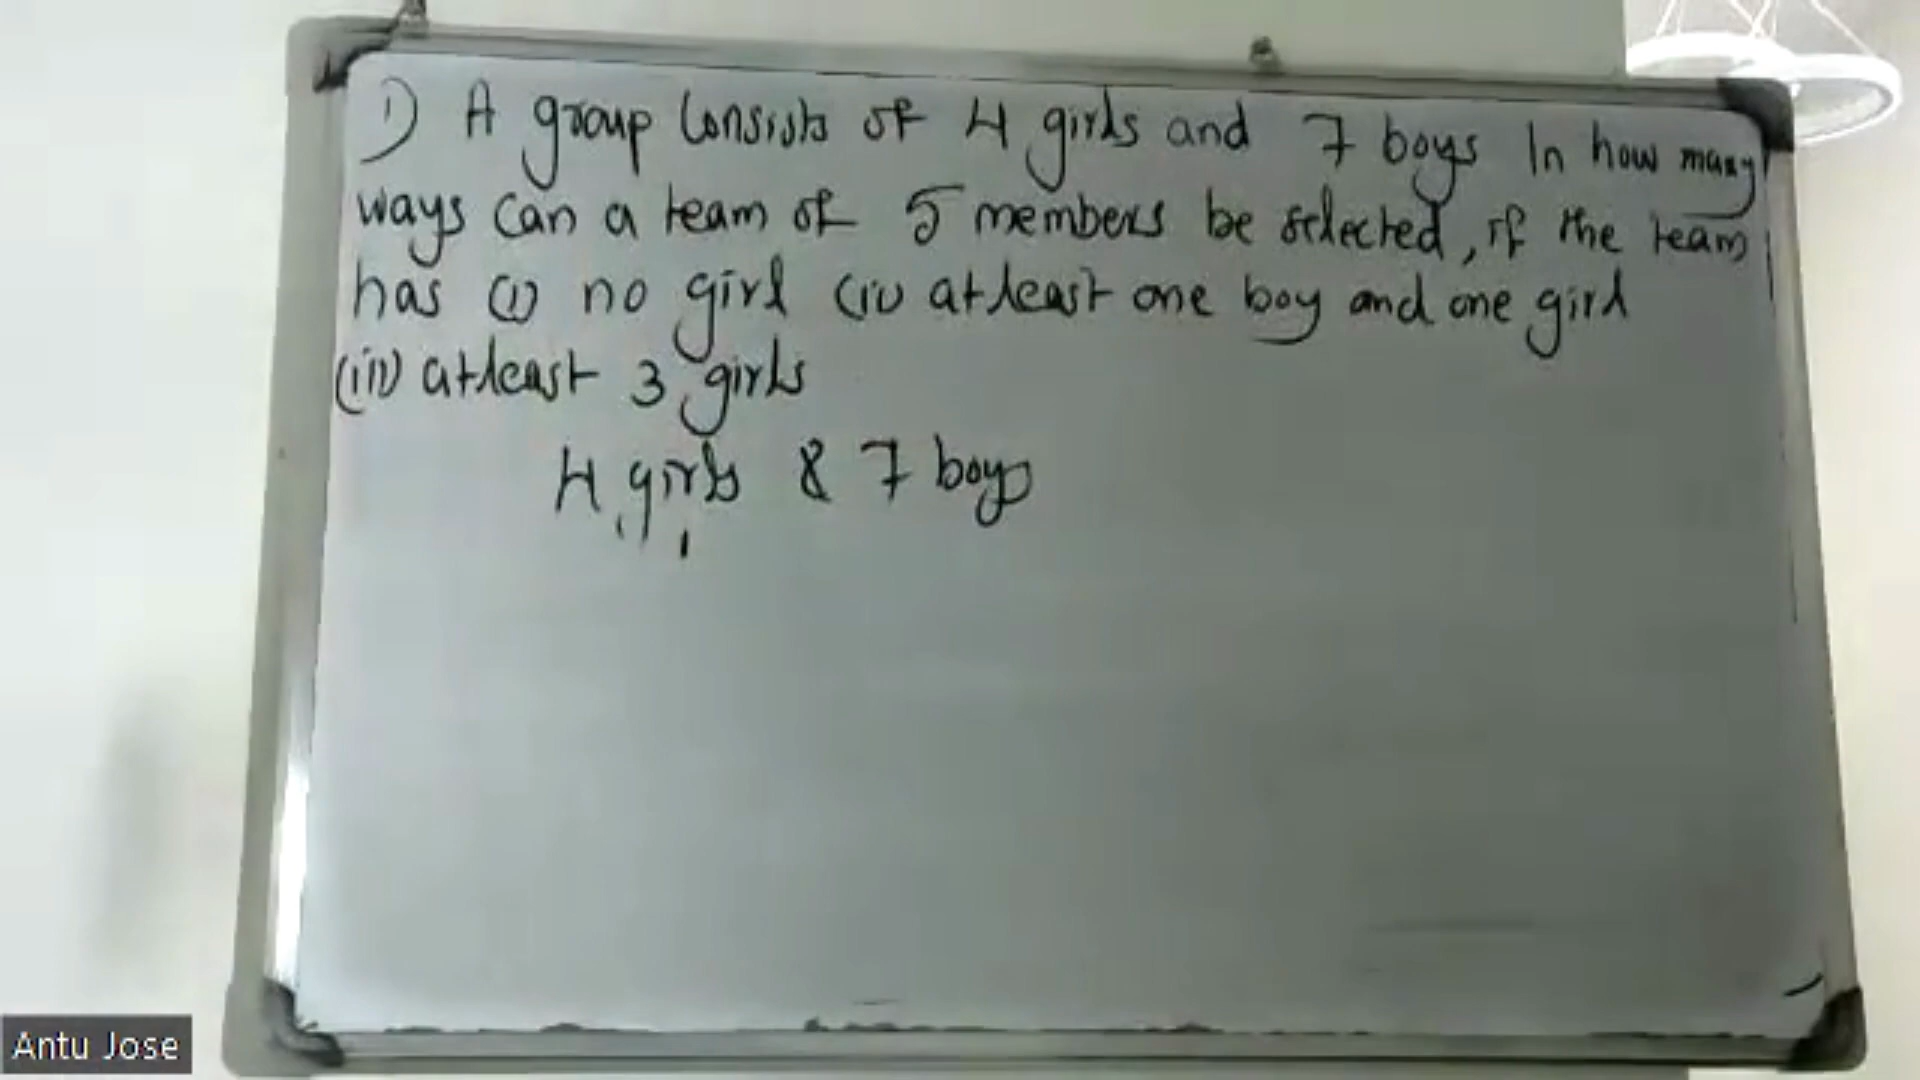 1) A group consists of 4 girls and 7 boys In how many
ways can a team of 5 members be selected, if the team
has (i) no girl (ii) atleast one boy and one girl
(iii) atleast 3 girls
4 girls & 7 boys
Antu Jose